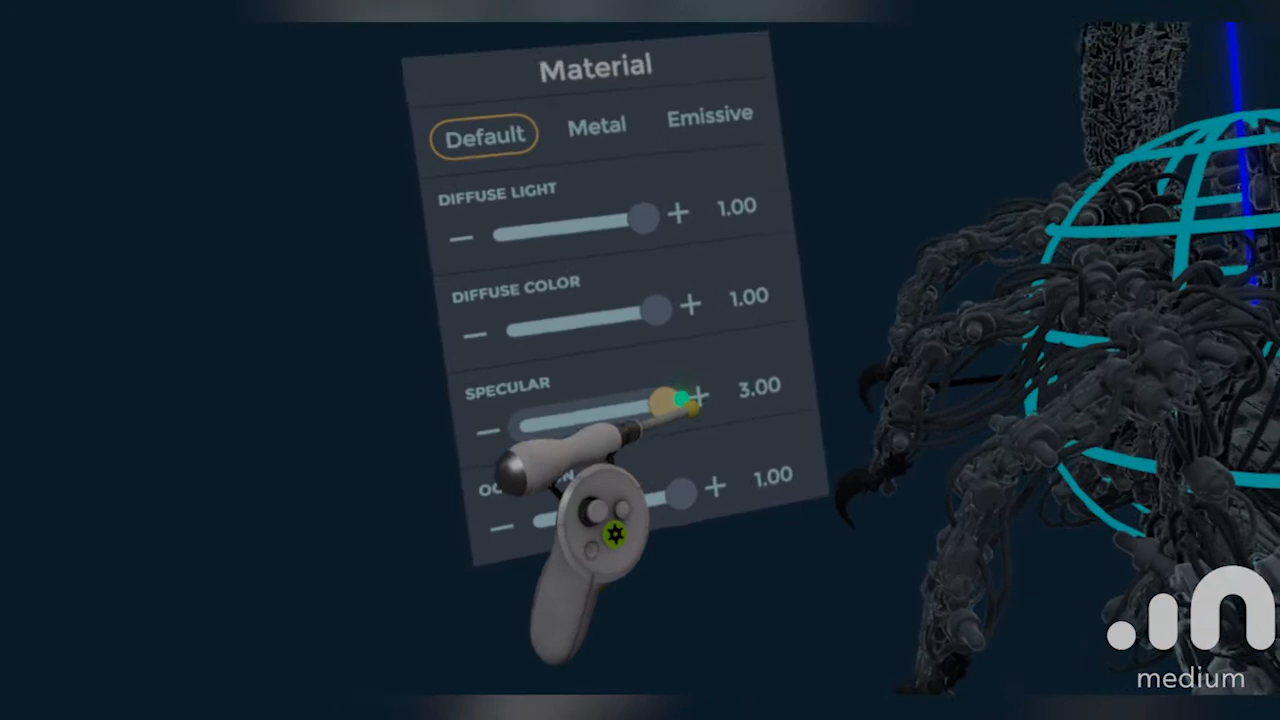 Material
Default Metal Emissive
DIFFUSE LIGHT
— + 1.00
DIFFUSE COLOR
— + 1.00
SPECULAR
— + 3.00
— + 1.00
medium